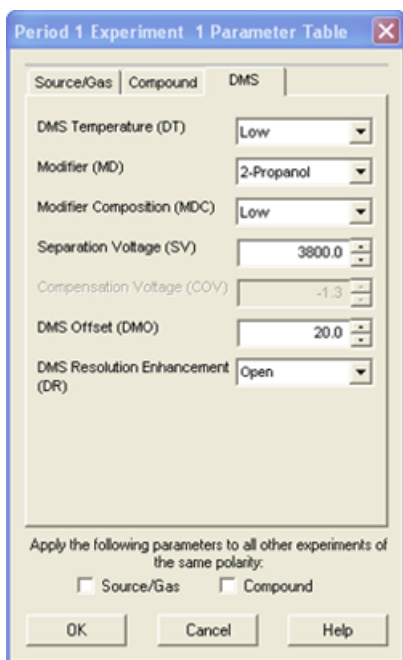 Period 1 Experiment 1 Parameter Table
Source/Gas Compound DMS
DMS Temperature (DT) Low
Modifier (MD) 2-Propanol
Modifier Composition (MDC) Low
Separation Voltage (SV) 3800.0
Compensation Voltage (COV) -1.3
DMS Offset (DMO) 20.0
DMS Resolution Enhancement
(DR) Open
Apply the following parameters to all other experiments of
the same polarity:
Source/Gas Compound
OK Cancel Help